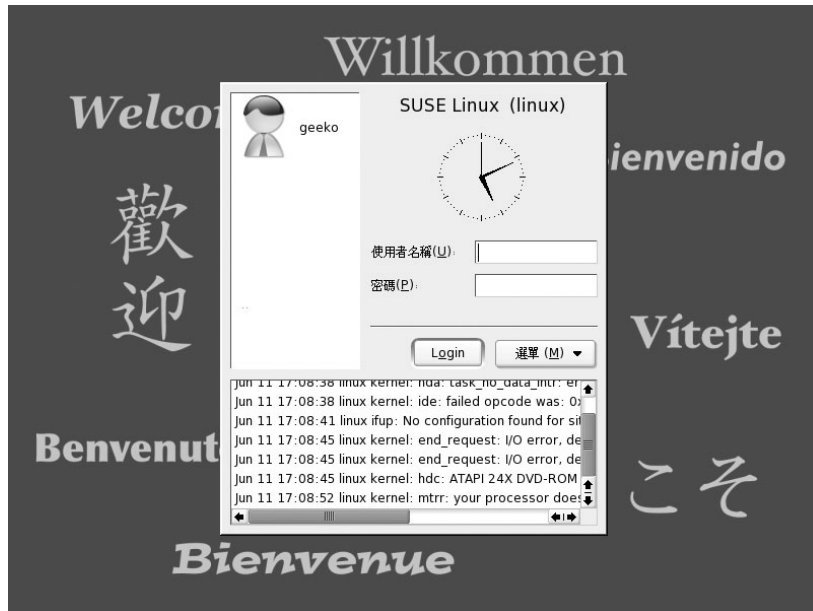 Willkommen
Welco
ienvenido
歡
迎
Vítejte
Benvenut
こそ
Bienvenue
geeko
SUSE Linux (linux)
使用者名稱(U):
密碼(P):
Login
選單 (M)
Jun 11 17:08:38 linux kernel: hda: task_no_data_intr: er
Jun 11 17:08:38 linux kernel: ide: failed opcode was: 0x
Jun 11 17:08:41 linux ifup: No configuration found for sit
Jun 11 17:08:45 linux kernel: end_request: I/O error, de
Jun 11 17:08:45 linux kernel: end_request: I/O error, de
Jun 11 17:08:45 linux kernel: hdc: ATAPI 24X DVD-ROM
Jun 11 17:08:52 linux kernel: mtrr: your processor does